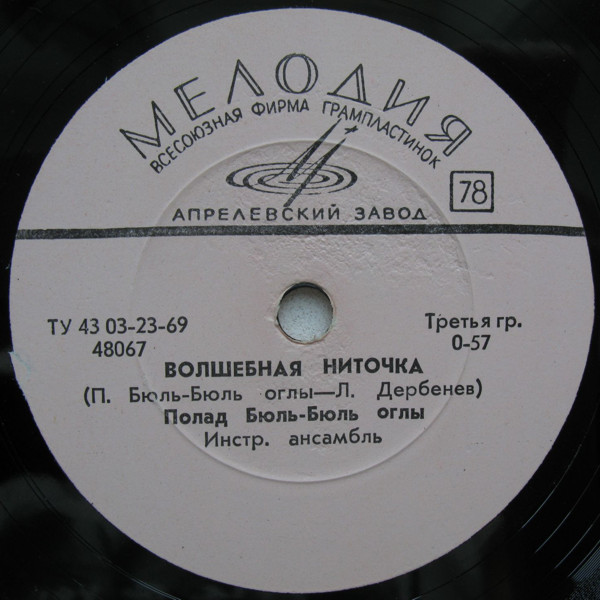 МЕЛОДИЯ
ВСЕСОЮЗНАЯ ФИРМА ГРАМПЛАСТИНОК
АПРЕЛЕВСКИЙ ЗАВОД
78
ТУ 43 03-23-69
48067
Третья гр.
0-57
ВОЛШЕБНАЯ НИТОЧКА
(П. Бюль-Бюль оглы—Л. Дербенев)
Полад Бюль-Бюль оглы
Инстр. ансамбль